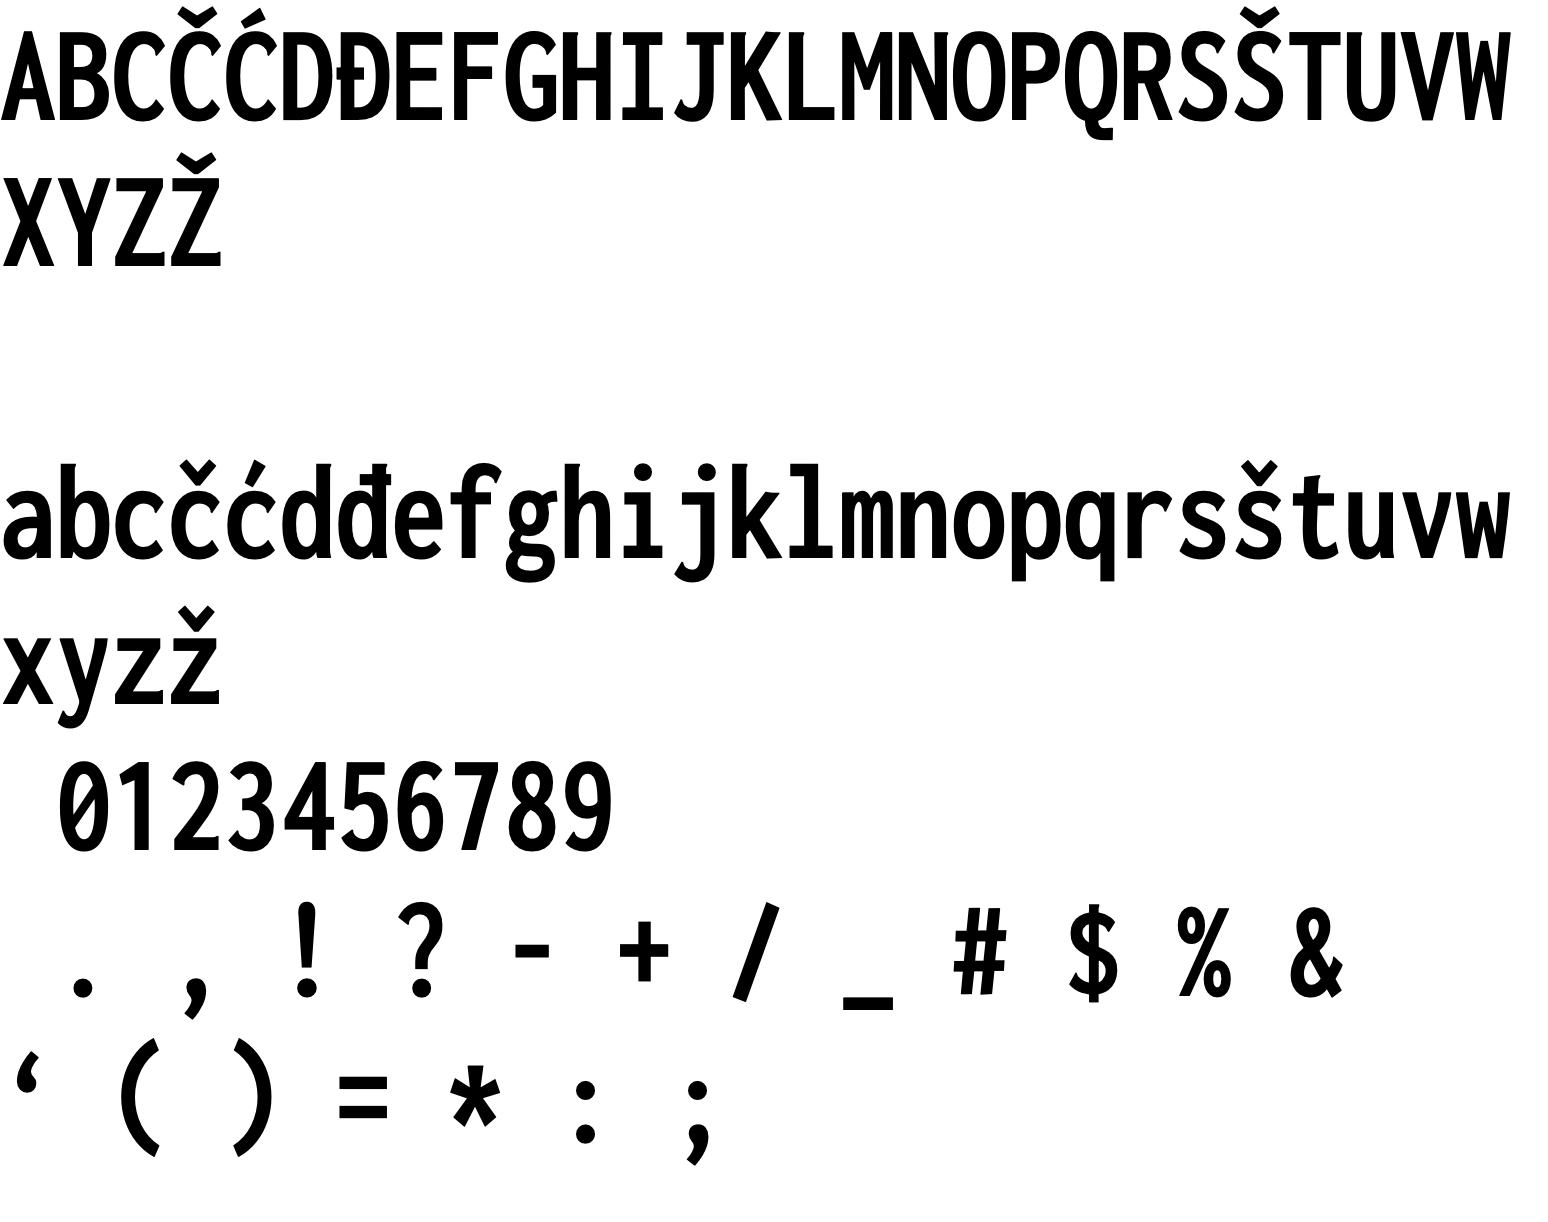 ABCČĆDĐEFGHIJKLMNOPQRSŠTUVW
XYZŽ
abcčćdđefghijklmnopqrsštuvw
xyzž
0123456789
. , ! ? - + / _ # $ % &
‘ ( ) = * : ;